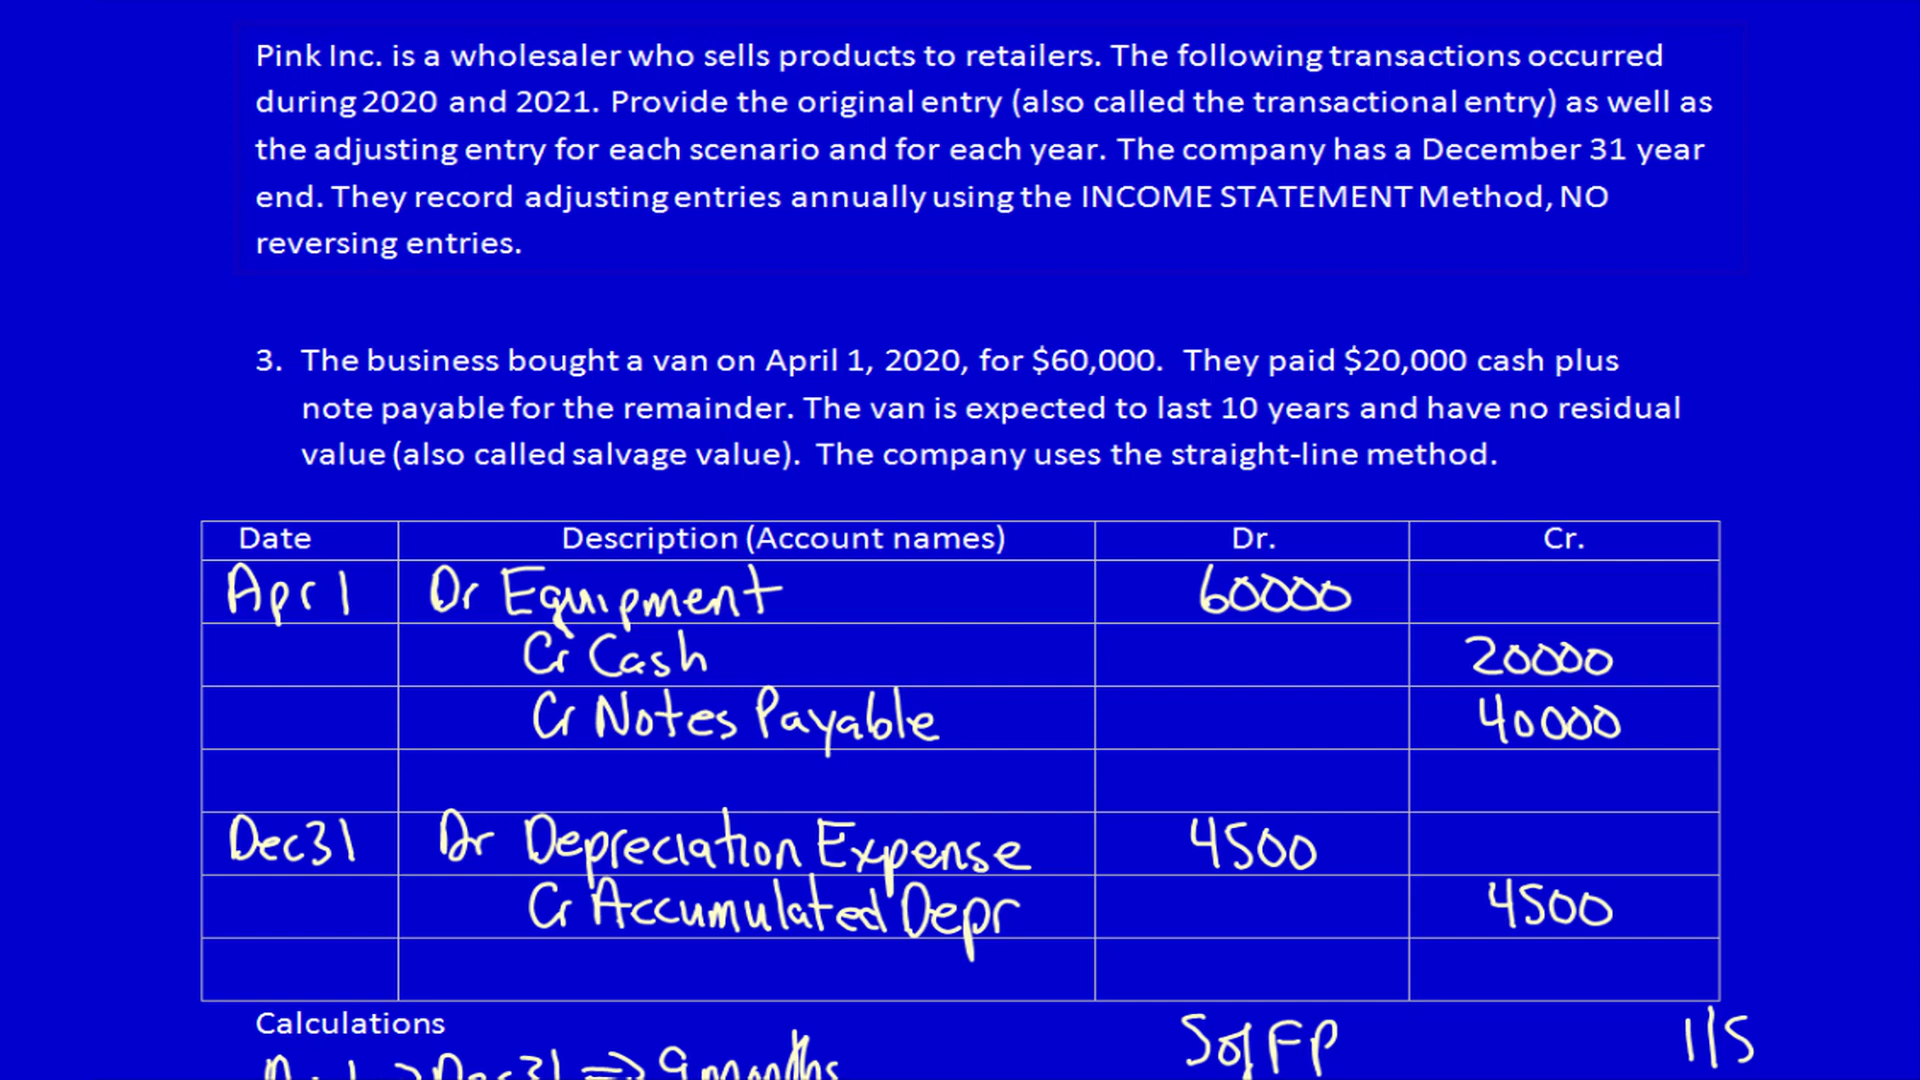 Pink Inc. is a wholesaler who sells products to retailers. The following transactions occurred
during 2020 and 2021. Provide the original entry (also called the transactional entry) as well as
the adjusting entry for each scenario and for each year. The company has a December 31 year
end. They record adjusting entries annually using the INCOME STATEMENT Method, NO
reversing entries.
3. The business bought a van on April 1, 2020, for $60,000. They paid $20,000 cash plus
note payable for the remainder. The van is expected to last 10 years and have no residual
value (also called salvage value). The company uses the straight-line method.
Date Description (Account names) Dr. Cr.
Apr 1 Dr Equipment 60000
Cr Cash 20000
Cr Notes Payable 40000
Dec 31 Dr Depreciation Expense 4500
Cr Accumulated Depr 4500
Calculations SofFP I/S
Dec 31 => 9 months